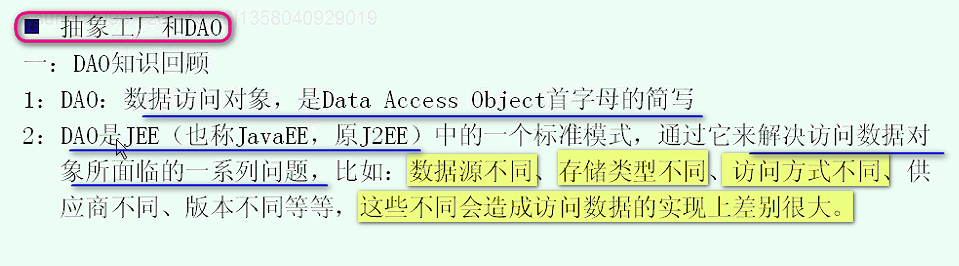 ■ 抽象工厂和DAO
一：DAO知识回顾
1：DAO：数据访问对象，是Data Access Object首字母的简写
2：DAO是JEE（也称JavaEE，原J2EE）中的一个标准模式，通过它来解决访问数据对
象所面临的一系列问题，比如：数据源不同、存储类型不同、访问方式不同、供
应商不同、版本不同等等，这些不同会造成访问数据的实现上差别很大。